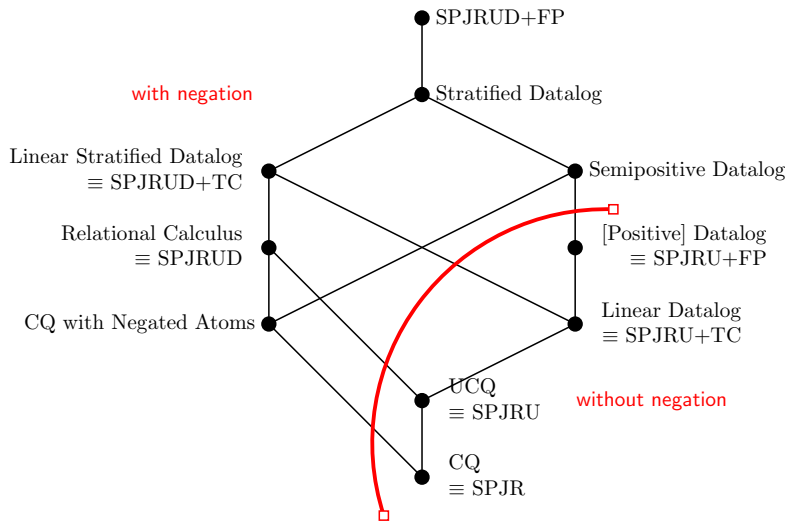 SPJRUD+FP
with negation
Stratified Datalog
Linear Stratified Datalog
≡ SPJRUD+TC
Semipositive Datalog
Relational Calculus
≡ SPJRUD
[Positive] Datalog
≡ SPJRU+FP
CQ with Negated Atoms
Linear Datalog
≡ SPJRU+TC
UCQ
≡ SPJRU
without negation
CQ
≡ SPJR